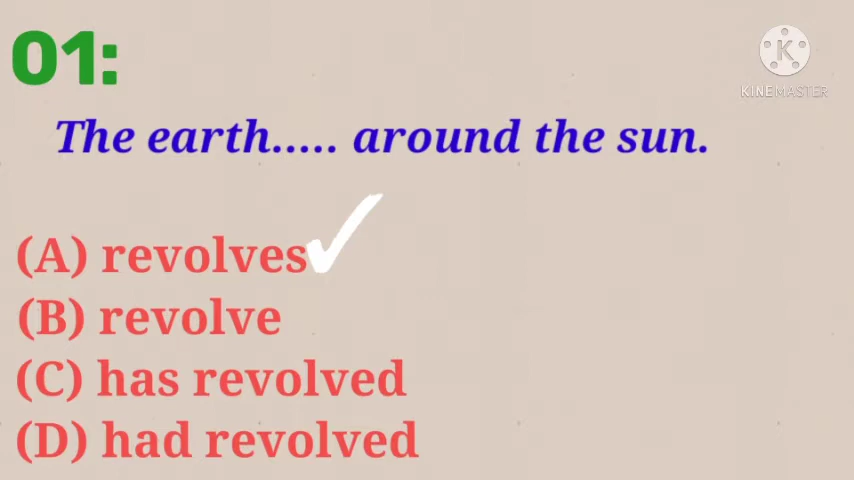 01:
KINEMASTER
The earth..... around the sun.
(A) revolves
(B) revolve
(C) has revolved
(D) had revolved